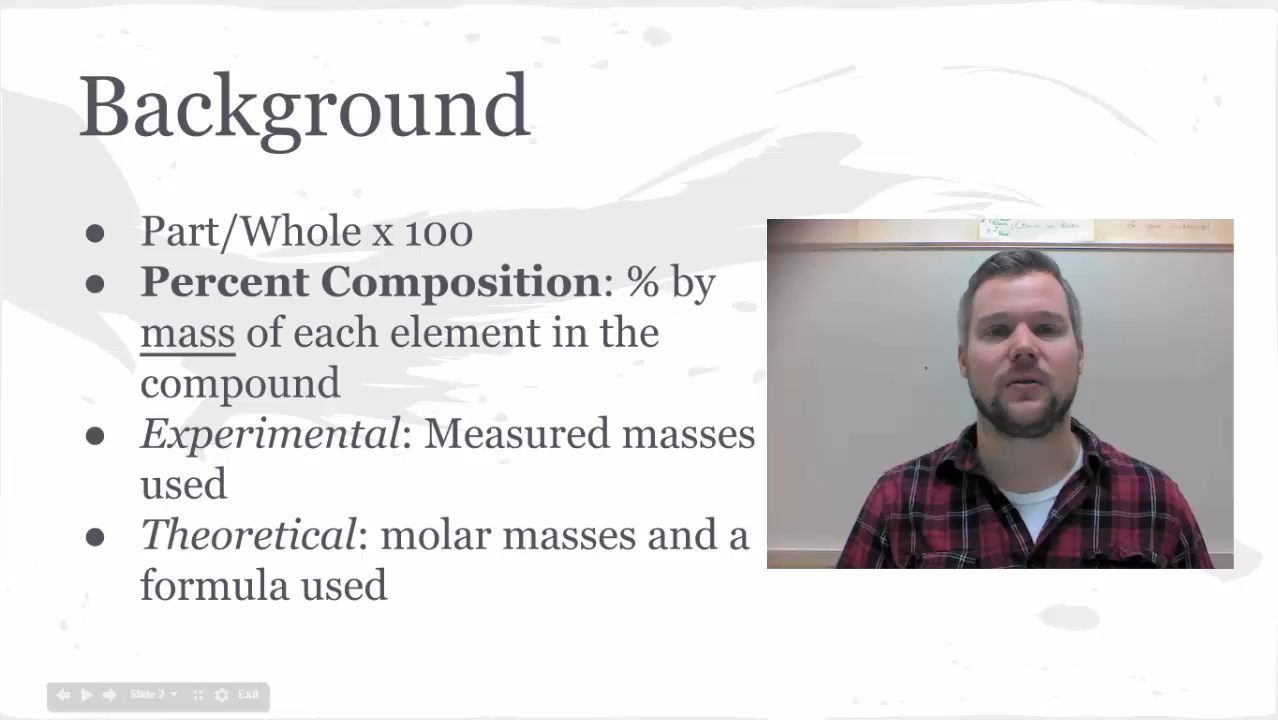 Background
● Part/Whole x 100
● Percent Composition: % by
mass of each element in the
compound
● Experimental: Measured masses
used
● Theoretical: molar masses and a
formula used
Slide 2
Exit